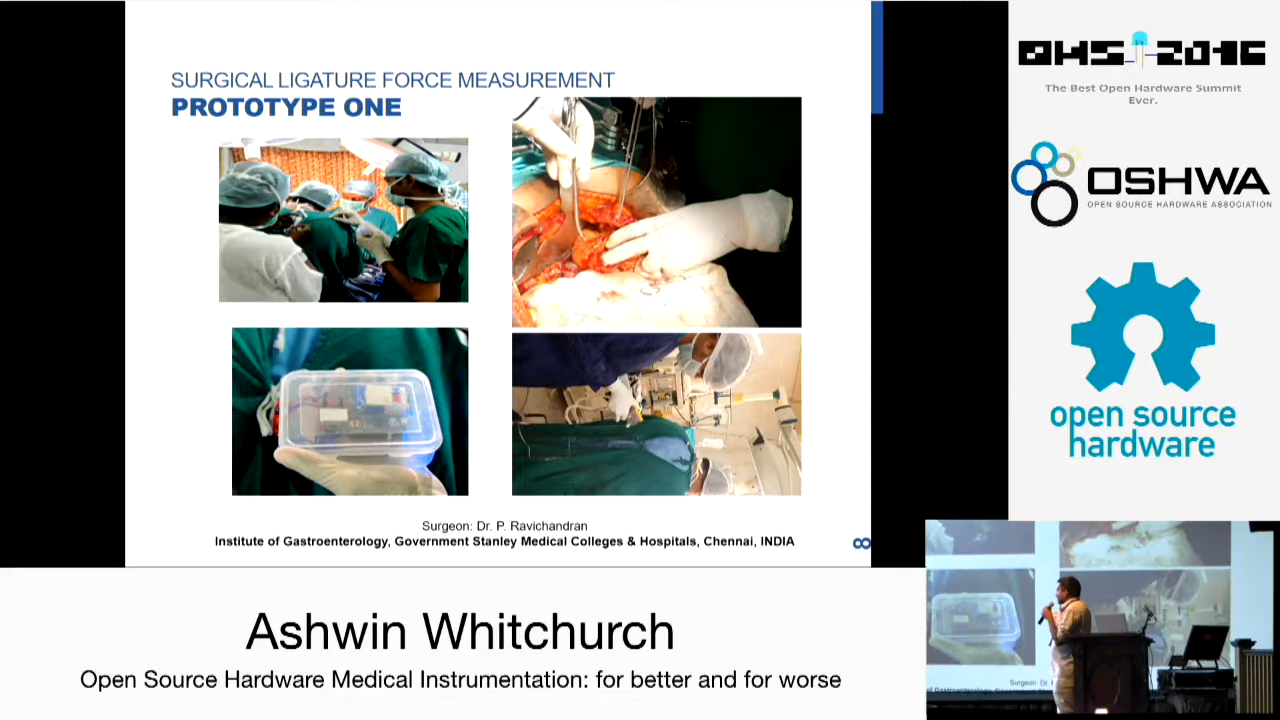 SURGICAL LIGATURE FORCE MEASUREMENT
PROTOTYPE ONE
Surgeon: Dr. P. Ravichandran
Institute of Gastroenterology, Government Stanley Medical Colleges & Hospitals, Chennai, INDIA
OHS 2016
The Best Open Hardware Summit
Ever.
OSHWA
OPEN SOURCE HARDWARE ASSOCIATION
open source
hardware
Ashwin Whitchurch
Open Source Hardware Medical Instrumentation: for better and for worse